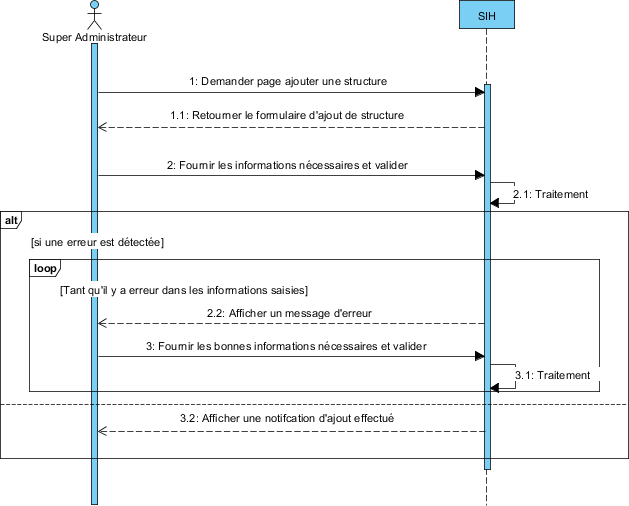 SIH
Super Administrateur
1: Demander page ajouter une structure
1.1: Retourner le formulaire d'ajout de structure
2: Fournir les informations nécessaires et valider
2.1: Traitement
alt
[si une erreur est détectée]
loop
[Tant qu'il y a erreur dans les informations saisies]
2.2: Afficher un message d'erreur
3: Fournir les bonnes informations nécessaires et valider
3.1: Traitement
3.2: Afficher une notifcation d'ajout effectué